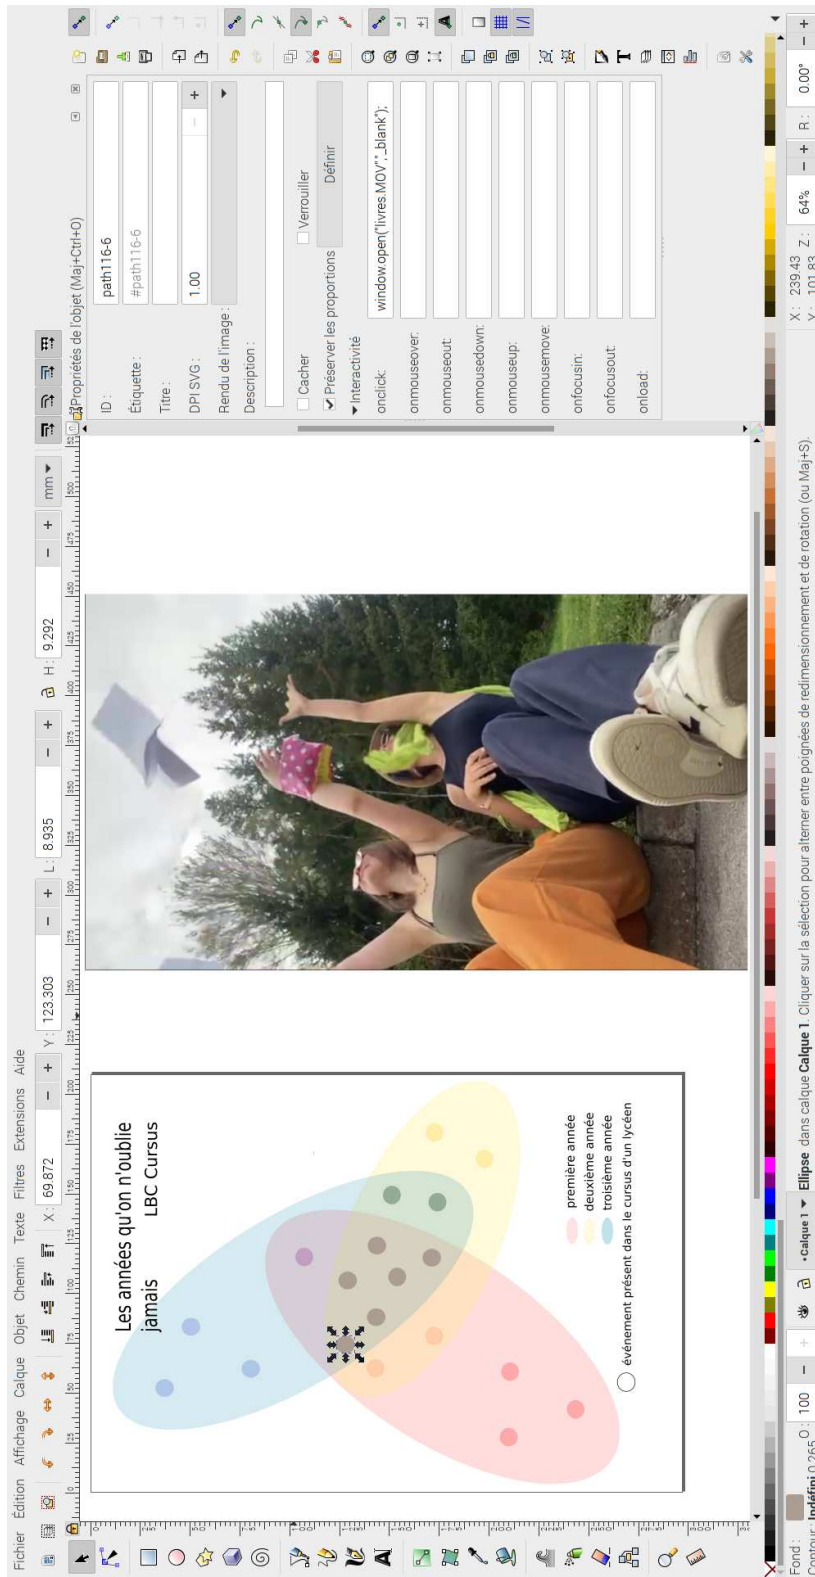 Fichier Édition Affichage Calque Objet Chemin Texte Filtres Extensions Aide
X : 69.872 − + Y : 123.303 − + L : 8.935 − + H : 9.292 − + mm
Les années qu'on n'oublie
jamais LBC Cursus
première année
deuxième année
troisième année
événement présent dans le cursus d'un lycéen
Propriétés de l'objet (Maj+Ctrl+O)
ID : path116-6
Étiquette : #path116-6
Titre :
DPI SVG : 1.00 − +
Rendu de l'image :
Description :
Cacher Verrouiller
Préserver les proportions Définir
Interactivité
onclick: window.open("livres.MOV","_blank");
onmouseover:
onmouseout:
onmousedown:
onmouseup:
onmousemove:
onfocusin:
onfocusout:
onload:
Fond :
Contour : Indéfini 0.265
O : 100 − +
•Calque 1
Ellipse dans calque Calque 1. Cliquer sur la sélection pour alterner entre poignées de redimensionnement et de rotation (ou Maj+S).
X : 239.43
Y : 101.83
Z : 64% − + R : 0.00° − +